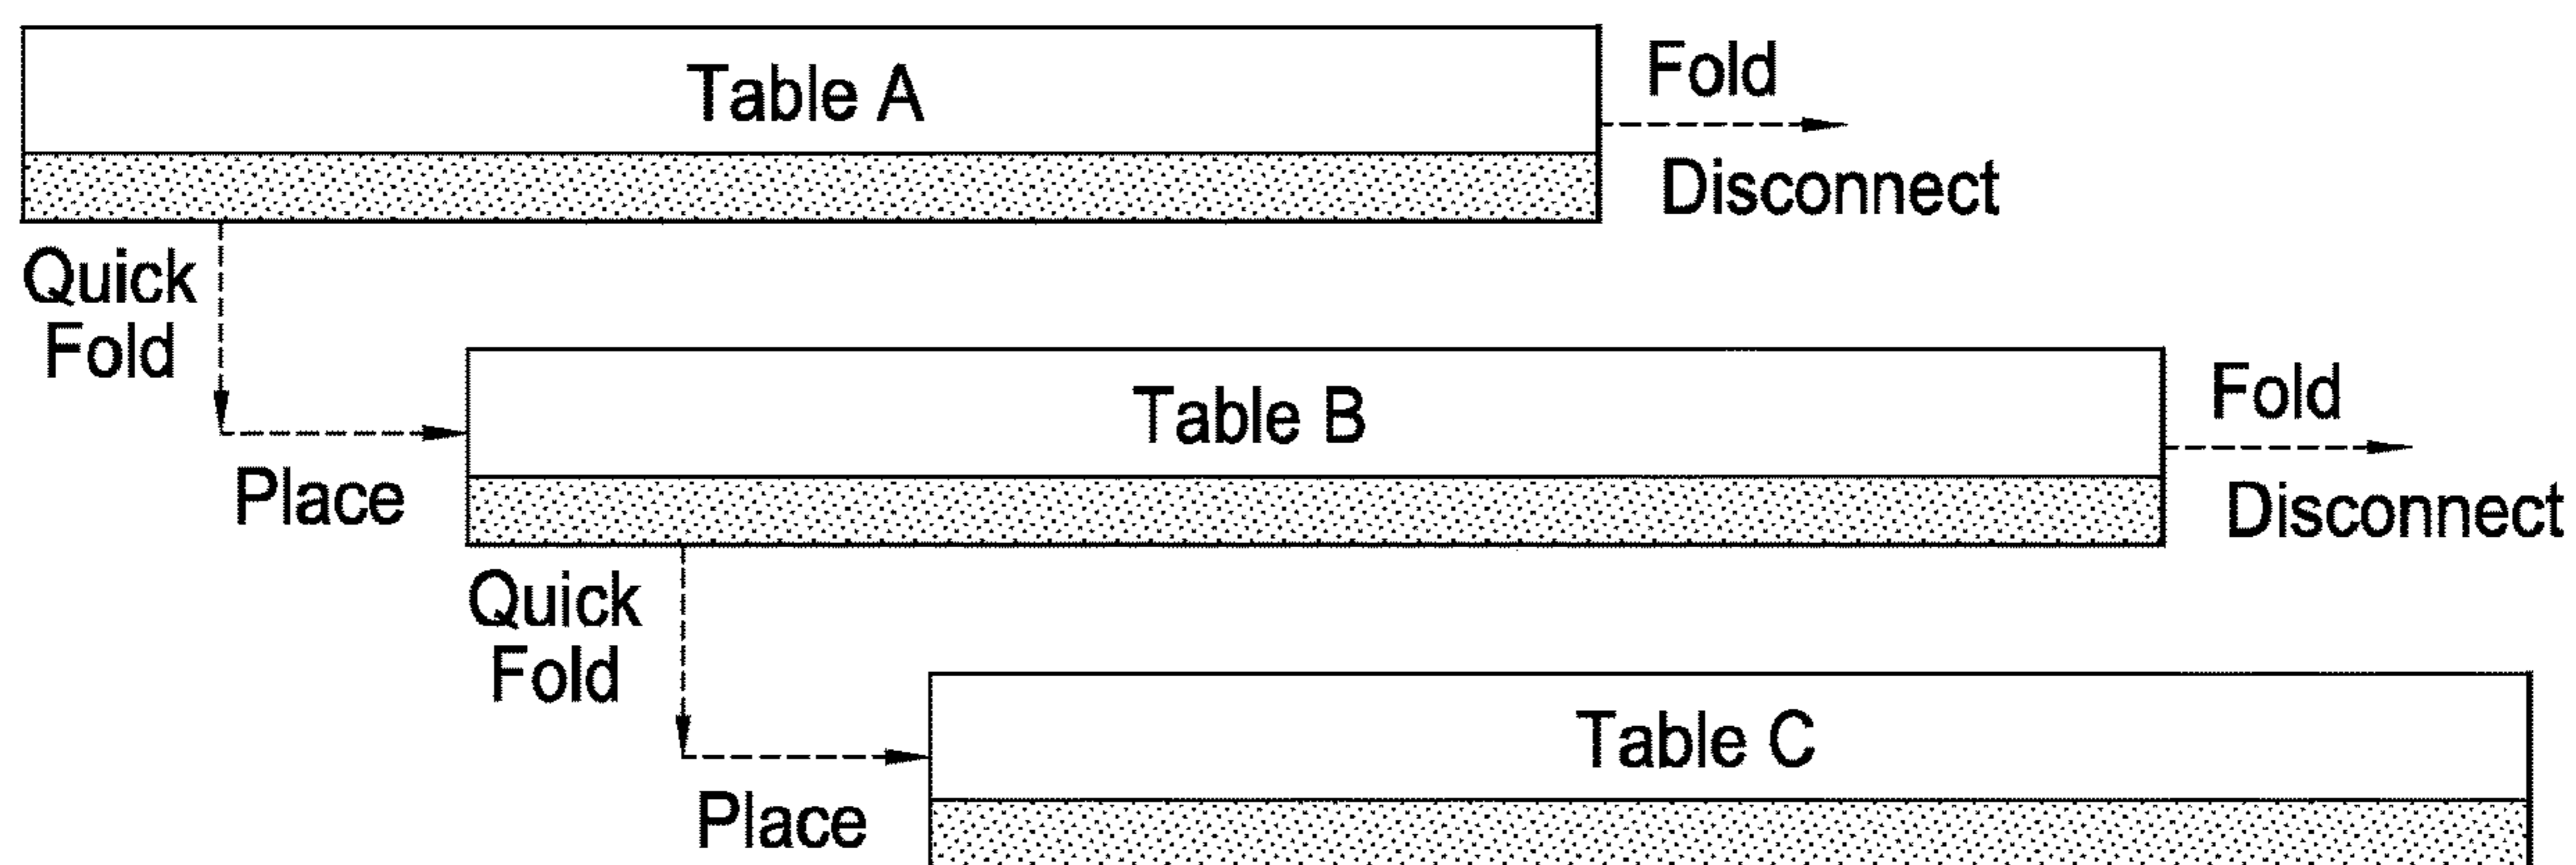 Table A
Fold
Disconnect
Quick
Fold
Place
Table B
Fold
Disconnect
Quick
Fold
Place
Table C